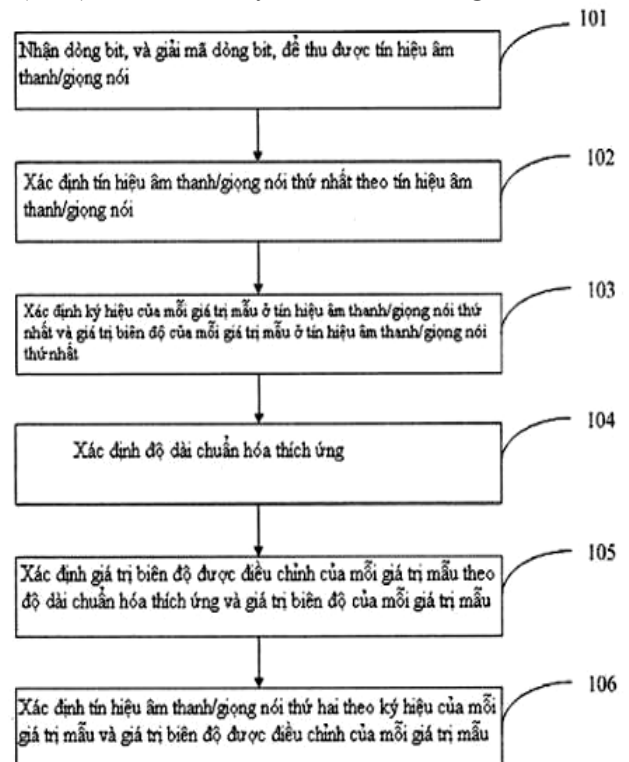 101
Nhận dòng bit, và giải mã dòng bit, để thu được tín hiệu âm
thanh/giọng nói
102
Xác định tín hiệu âm thanh/giọng nói thứ nhất theo tín hiệu âm
thanh/giọng nói
103
Xác định ký hiệu của mỗi giá trị mẫu ở tín hiệu âm thanh/giọng nói thứ
nhất và giá trị biên độ của mỗi giá trị mẫu ở tín hiệu âm thanh/giọng nói
thứ nhất
104
Xác định độ dài chuẩn hóa thích ứng
105
Xác định giá trị biên độ được điều chỉnh của mỗi giá trị mẫu theo
độ dài chuẩn hóa thích ứng và giá trị biên độ của mỗi giá trị mẫu
106
Xác định tín hiệu âm thanh/giọng nói thứ hai theo ký hiệu của mỗi
giá trị mẫu và giá trị biên độ được điều chỉnh của mỗi giá trị mẫu